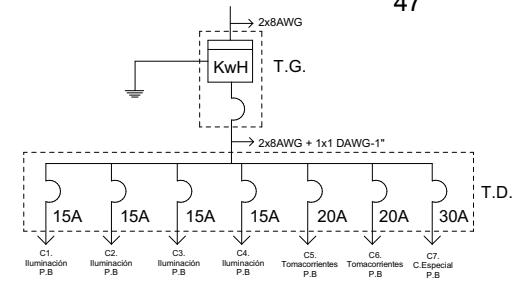 47
2x8AWG
KwH
T.G.
2x8AWG + 1x1 DAWG-1"
T.D.
15A
15A
15A
15A
20A
20A
30A
C1.
Iluminación
P.B
C2.
Iluminación
P.B
C3.
Iluminación
P.B
C4.
Iluminación
P.B
C5.
Tomacorrientes
P.B
C6.
Tomacorrientes
P.B
C7.
C.Especial
P.B